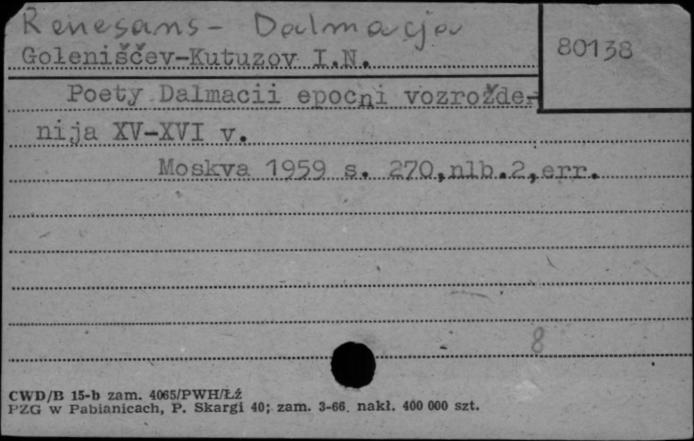 Renesans - Dalmacja
80138
Goleniščev-Kutuzov I.N.
Poety Dalmacii epochi vozrožde-
nija XV-XVI v.
Moskva 1959 s. 270,nlb.2,err.
8
CWD/B 15-b zam. 4065/PWH/Łź
PZG w Pabianicach, P. Skargi 40; zam. 3-66. nakł. 400 000 szt.